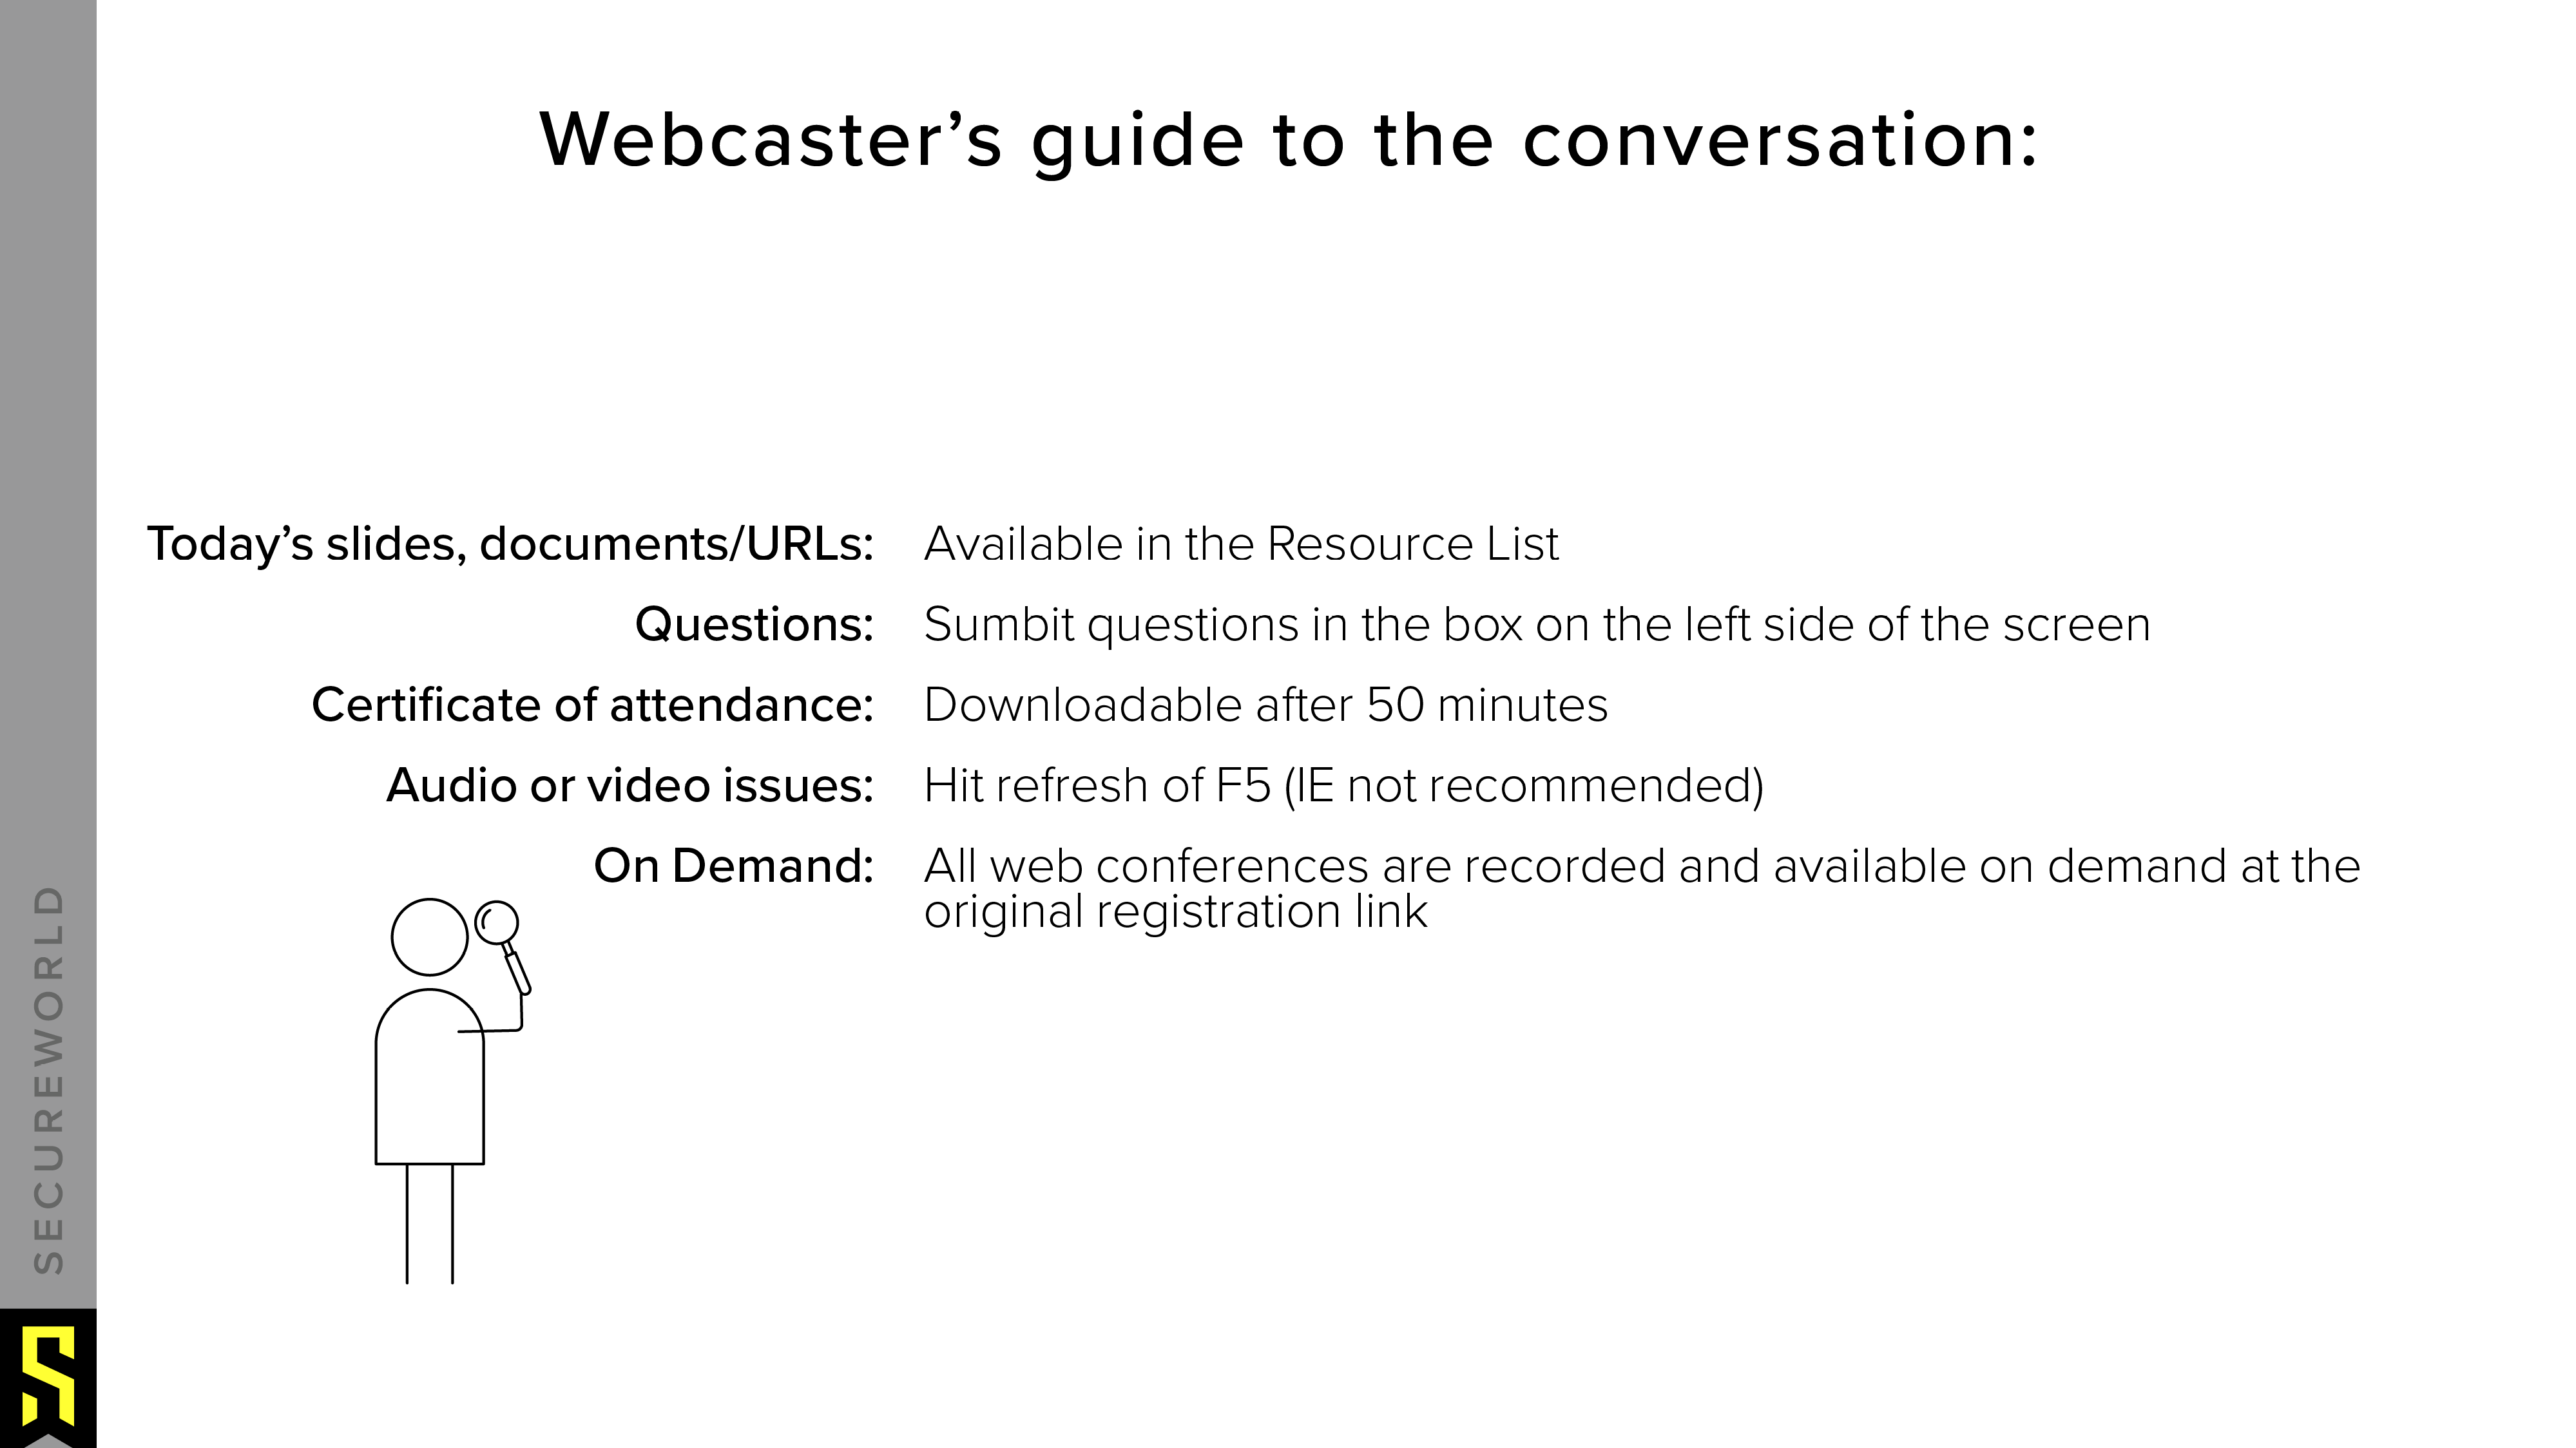 Webcaster’s guide to the conversation:
Today’s slides, documents/URLs: Available in the Resource List
Questions: Sumbit questions in the box on the left side of the screen
Certificate of attendance: Downloadable after 50 minutes
Audio or video issues: Hit refresh of F5 (IE not recommended)
On Demand: All web conferences are recorded and available on demand at the
original registration link
SECUREWORLD